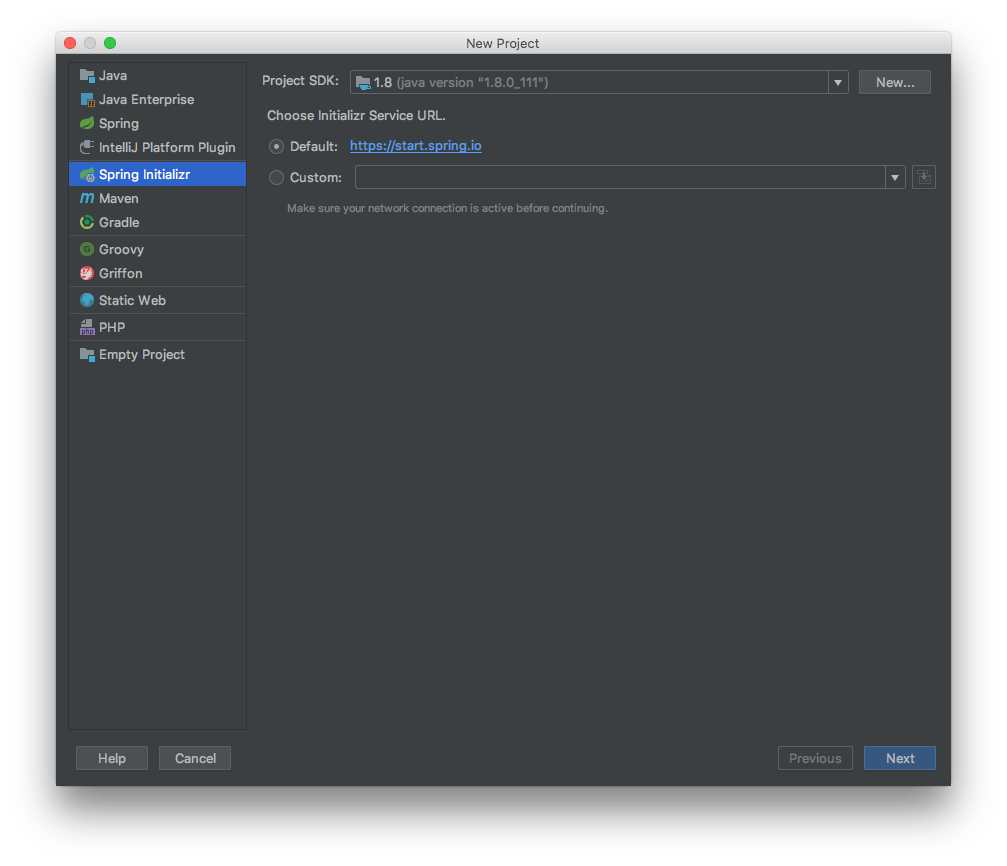 New Project
Java
Java Enterprise
Spring
IntelliJ Platform Plugin
Spring Initializr
Maven
Gradle
Groovy
Griffon
Static Web
PHP
Empty Project
Project SDK: 1.8 (java version "1.8.0_111") New...
Choose Initializr Service URL.
Default: https://start.spring.io
Custom:
Make sure your network connection is active before continuing.
Help Cancel Previous Next